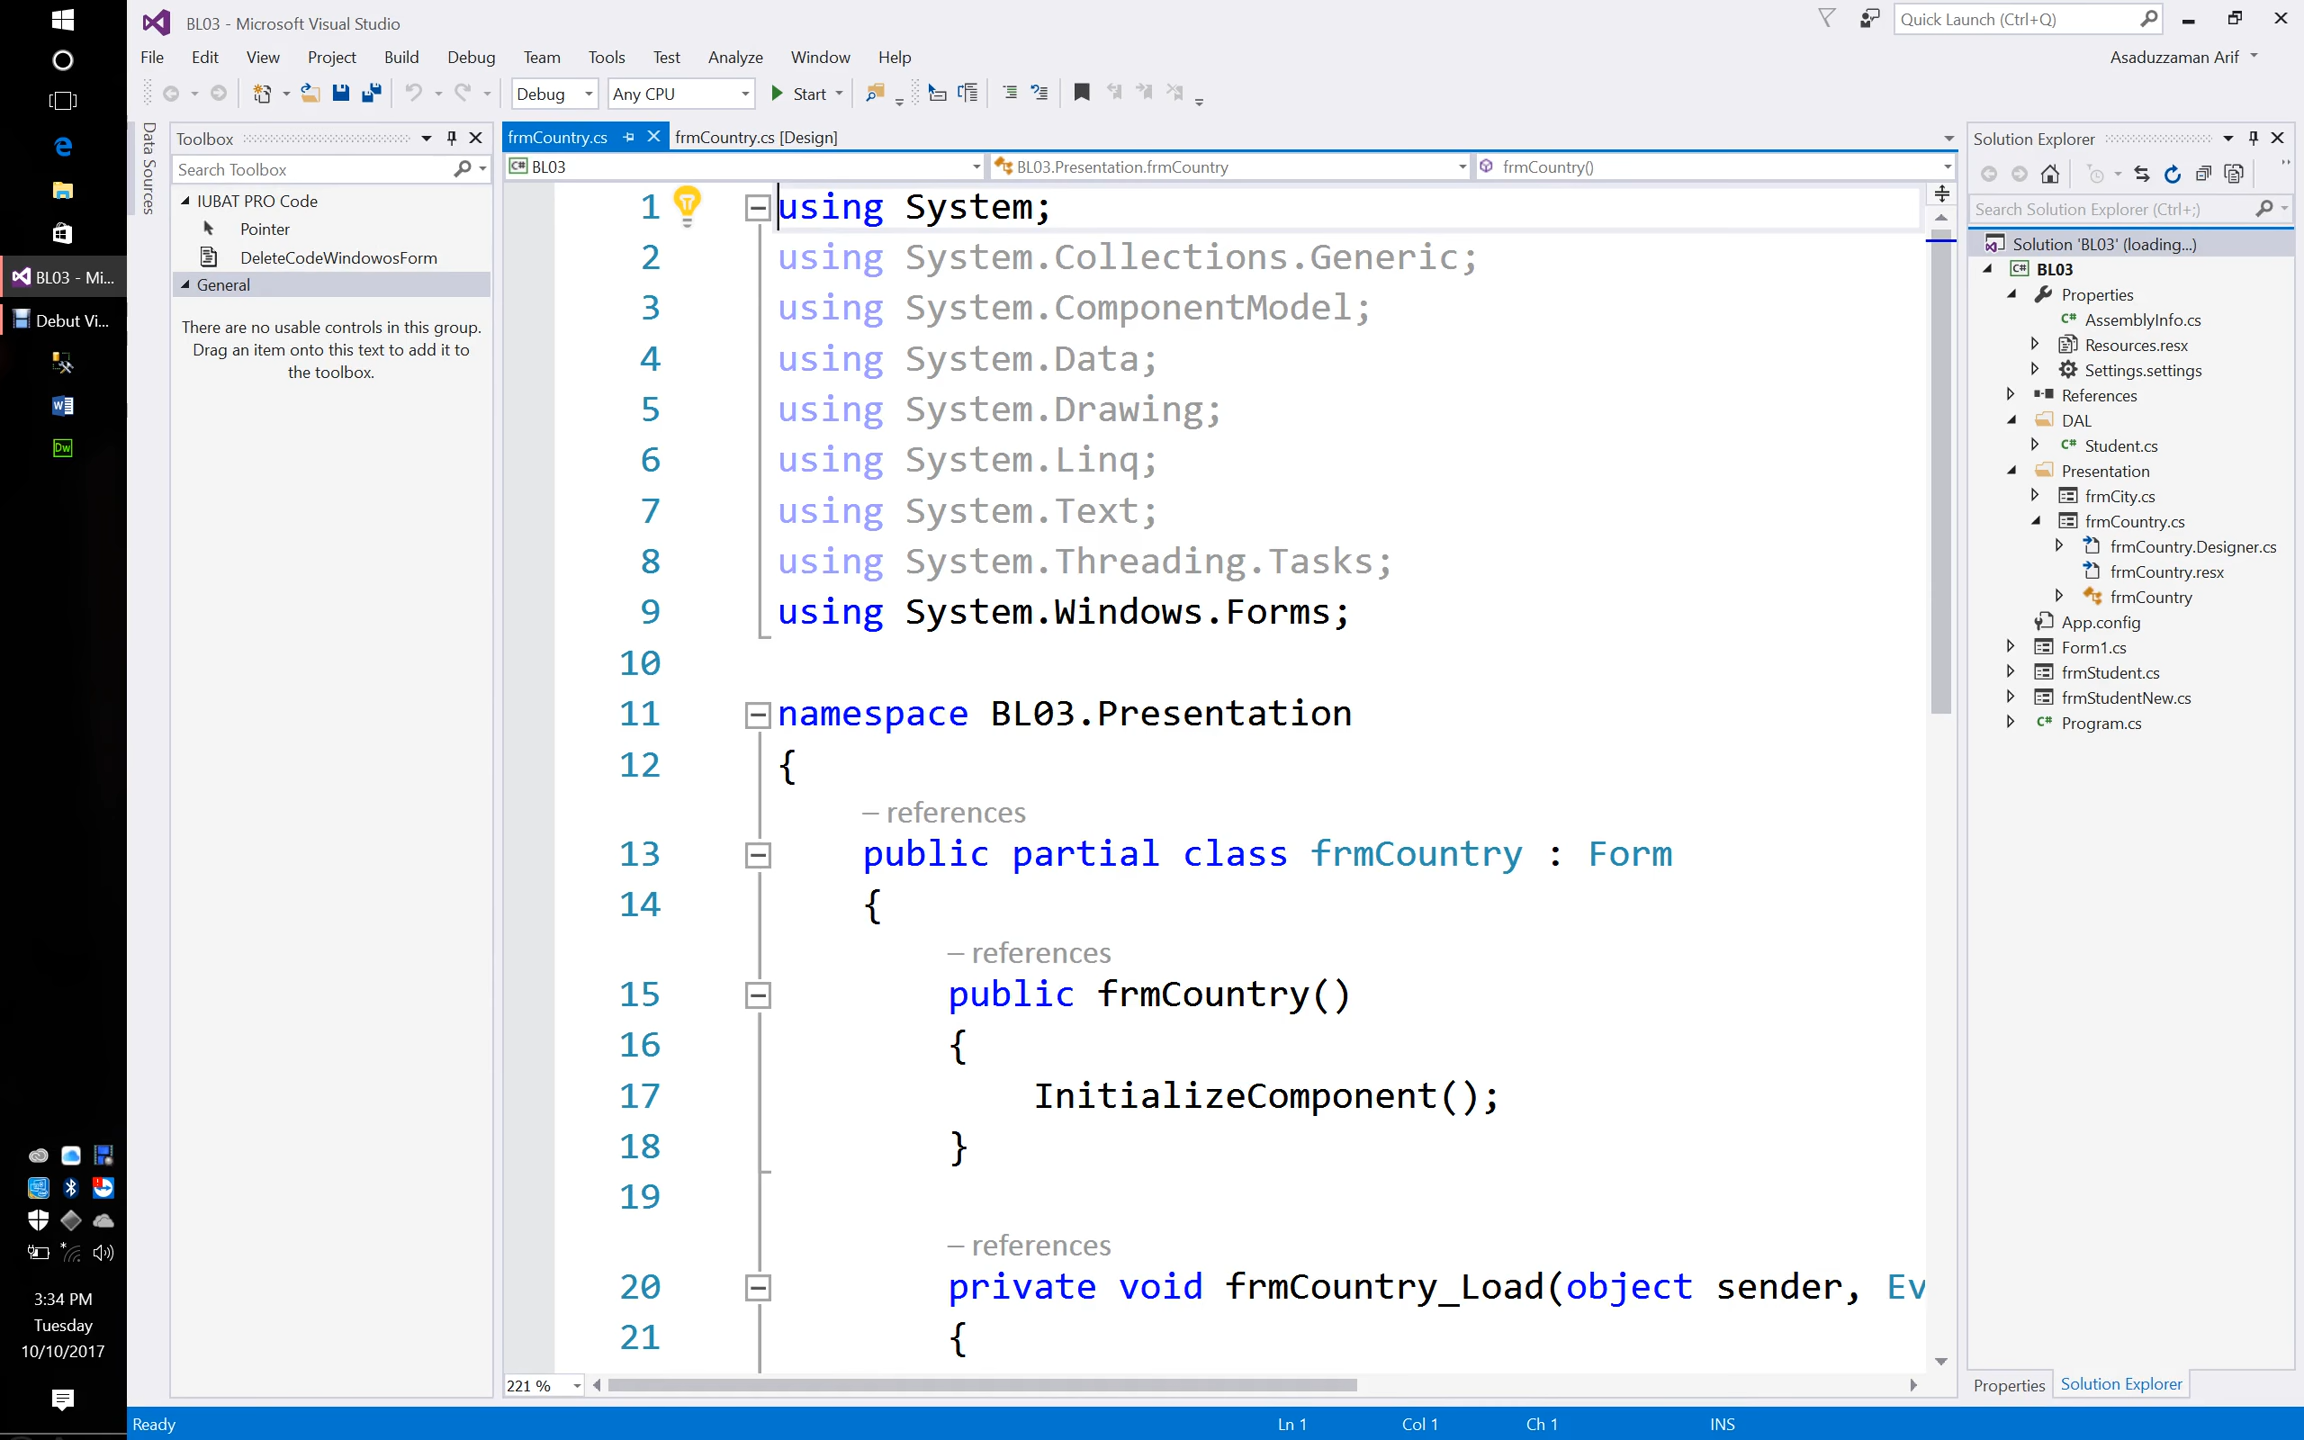 BL03 - Microsoft Visual Studio
Quick Launch (Ctrl+Q)
File Edit View Project Build Debug Team Tools Test Analyze Window Help
Asaduzzaman Arif
Debug Any CPU Start
Data Sources
Toolbox
Search Toolbox
IUBAT PRO Code
Pointer
DeleteCodeWindowosForm
General
There are no usable controls in this group.
Drag an item onto this text to add it to
the toolbox.
BL03 - Mi...
Debut Vi...
Dw
3:34 PM
Tuesday
10/10/2017
frmCountry.cs frmCountry.cs [Design]
BL03 BL03.Presentation.frmCountry frmCountry()
1 using System;
2 using System.Collections.Generic;
3 using System.ComponentModel;
4 using System.Data;
5 using System.Drawing;
6 using System.Linq;
7 using System.Text;
8 using System.Threading.Tasks;
9 using System.Windows.Forms;
10
11 namespace BL03.Presentation
12 {
– references
13 public partial class frmCountry : Form
14 {
– references
15 public frmCountry()
16 {
17 InitializeComponent();
18 }
19
– references
20 private void frmCountry_Load(object sender, Ev
21 {
221 %
Solution Explorer
Search Solution Explorer (Ctrl+;)
Solution 'BL03' (loading...)
C# BL03
Properties
C# AssemblyInfo.cs
Resources.resx
Settings.settings
References
DAL
C# Student.cs
Presentation
frmCity.cs
frmCountry.cs
frmCountry.Designer.cs
frmCountry.resx
frmCountry
App.config
Form1.cs
frmStudent.cs
frmStudentNew.cs
C# Program.cs
Properties Solution Explorer
Ready Ln 1 Col 1 Ch 1 INS